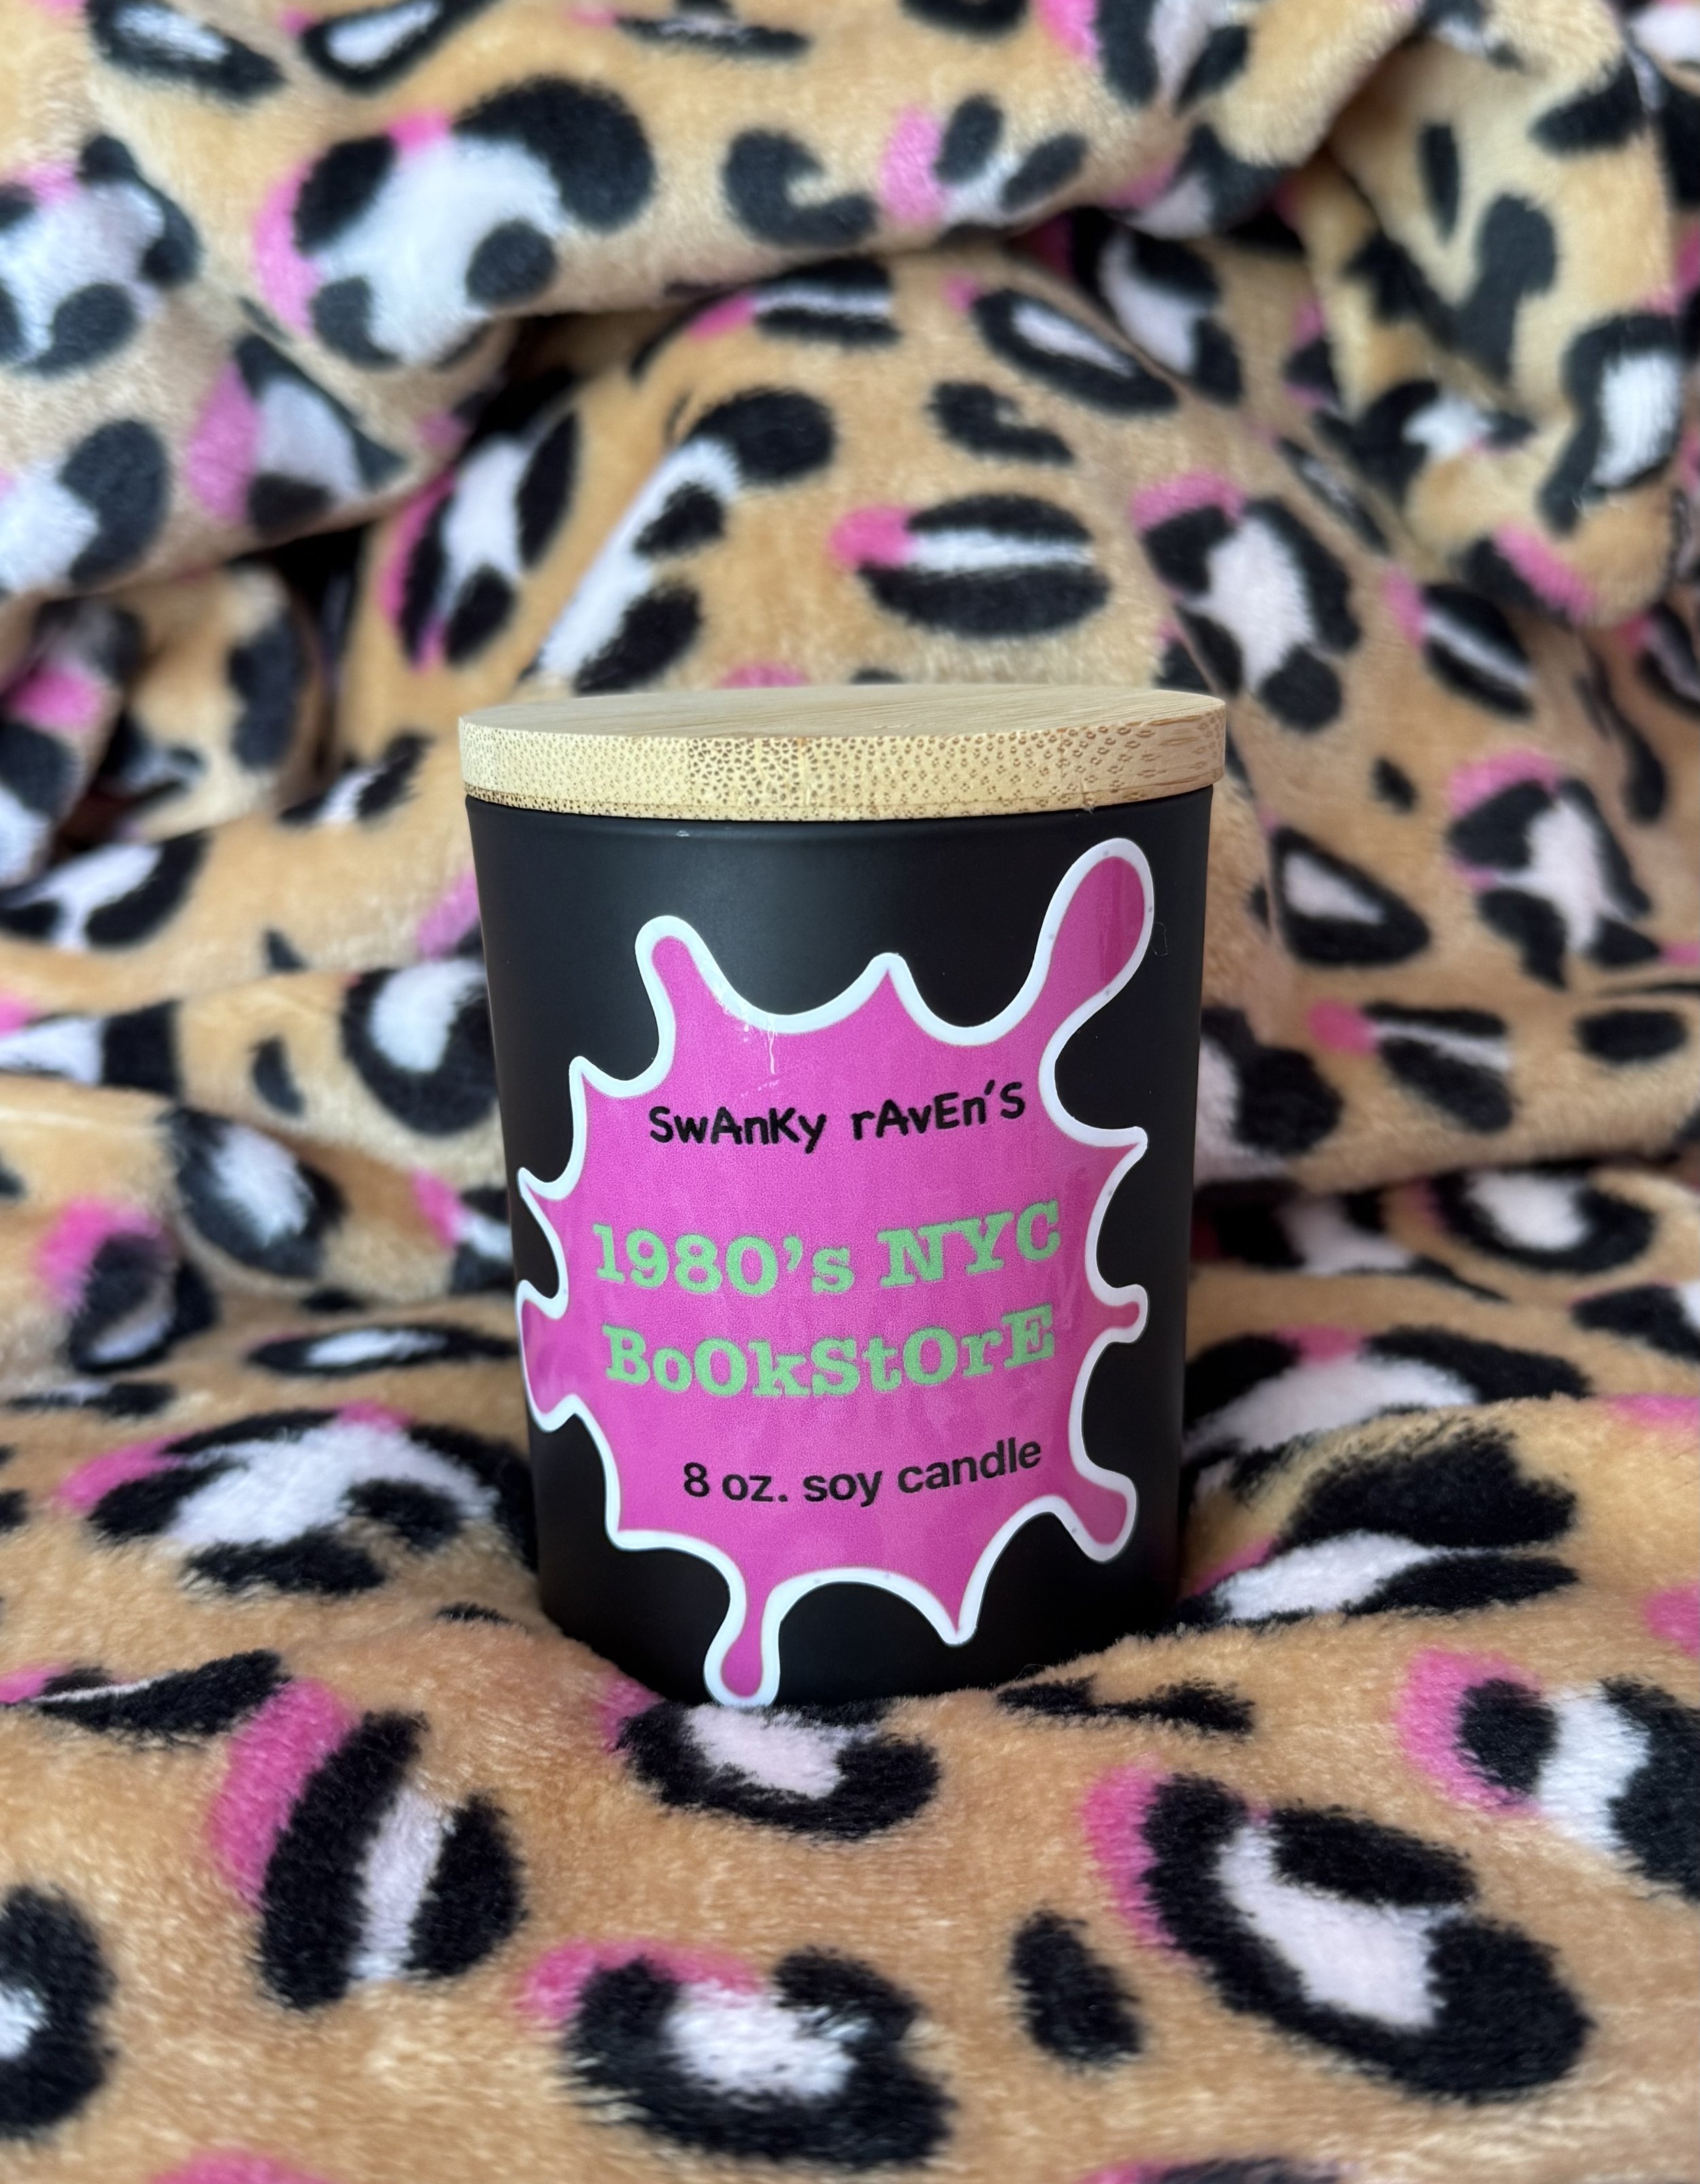 SwAnKy rAvEn'S
1980's NYC
BoOkStOrE
8 oz. soy candle